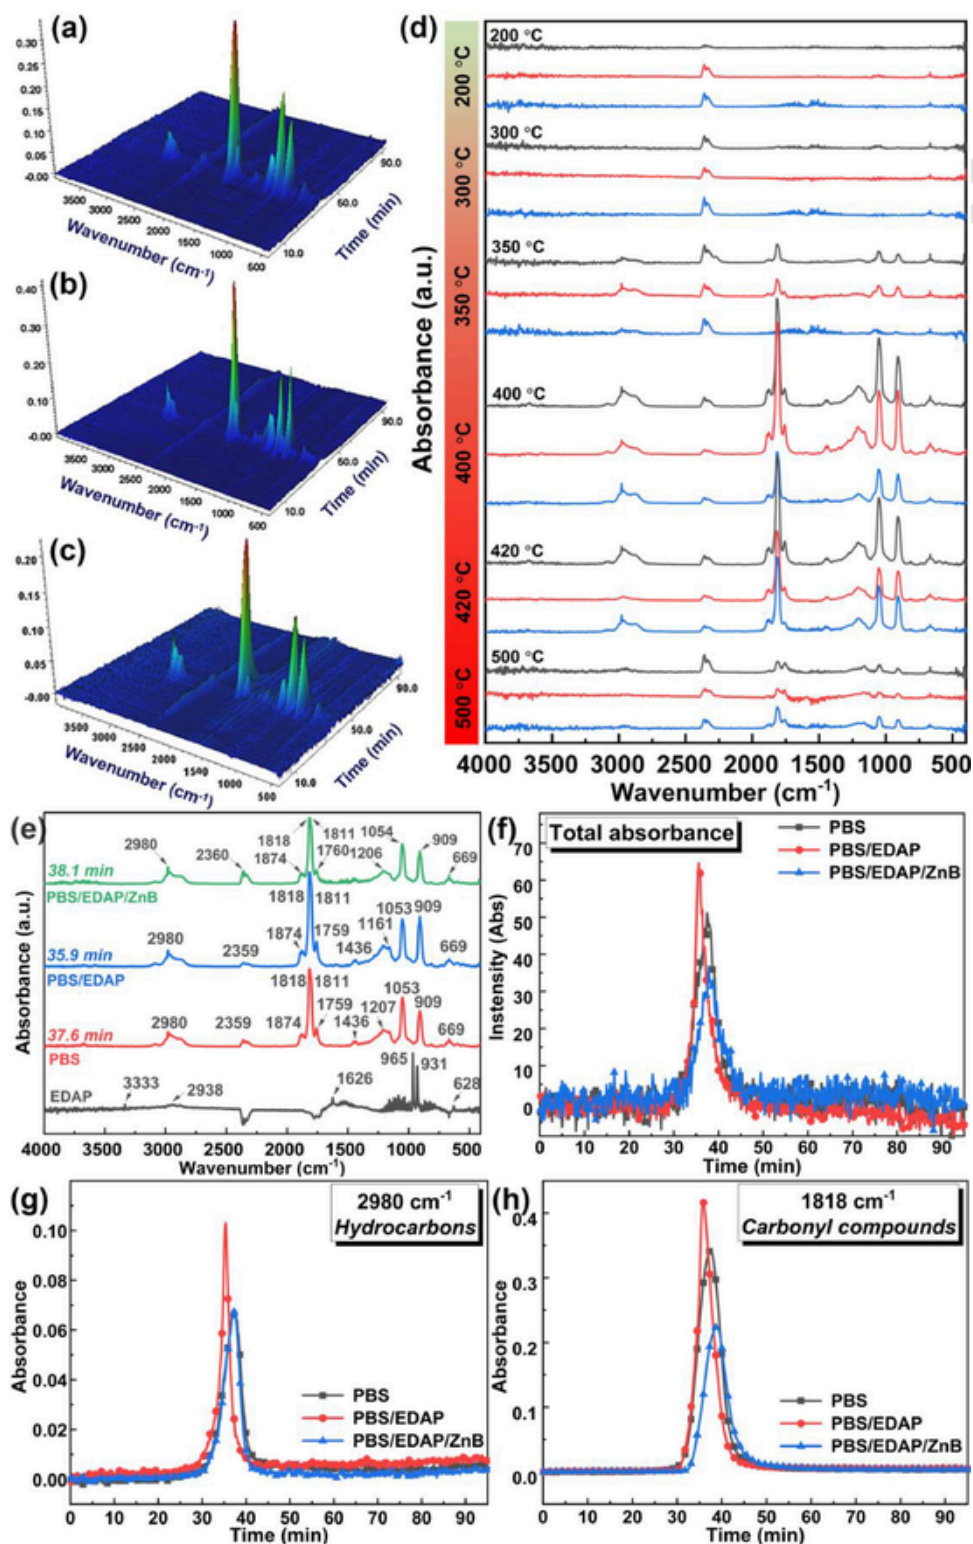 (a)
0.30
0.25
0.20
0.15
0.10
0.05
-0.00
3500
3000
2500
2000
1500
1000
500
Wavenumber (cm⁻¹)
10.0
50.0
90.0
Time (min)
(b)
0.40
0.30
0.20
0.10
-0.00
3500
3000
2500
2000
1500
1000
500
Wavenumber (cm⁻¹)
10.0
50.0
90.0
Time (min)
(c)
0.20
0.15
0.10
0.05
-0.00
3500
3000
2500
2000
1540
1000
500
Wavenumber (cm⁻¹)
10.0
50.0
90.0
Time (min)
(d)
Absorbance (a.u.)
200 °C
300 °C
350 °C
400 °C
420 °C
500 °C
200 °C
300 °C
350 °C
400 °C
420 °C
500 °C
4000 3500 3000 2500 2000 1500 1000 500
Wavenumber (cm⁻¹)
(e)
Absorbance (a.u.)
2980 2360 1818 1811 1054 909
1874 1760 1206 669
38.1 min
PBS/EDAP/ZnB
1818 1811 1053 909
2980 2359 1874 1759 1436 1161 669
35.9 min
PBS/EDAP
1818 1811 1053 909
2980 2359 1874 1759 1436 1207 669
37.6 min
PBS
965 931
EDAP 3333 2938 1626 628
4000 3500 3000 2500 2000 1500 1000 500
Wavenumber (cm⁻¹)
(f)
Total absorbance
PBS
PBS/EDAP
PBS/EDAP/ZnB
Instensity (Abs)
70
60
50
40
30
20
10
0
0 10 20 30 40 50 60 70 80 90
Time (min)
(g)
2980 cm⁻¹
Hydrocarbons
Absorbance
0.10
0.08
0.06
0.04
0.02
0.00
PBS
PBS/EDAP
PBS/EDAP/ZnB
0 10 20 30 40 50 60 70 80 90
Time (min)
(h)
1818 cm⁻¹
Carbonyl compounds
Absorbance
0.4
0.3
0.2
0.1
0.0
PBS
PBS/EDAP
PBS/EDAP/ZnB
0 10 20 30 40 50 60 70 80 90
Time (min)